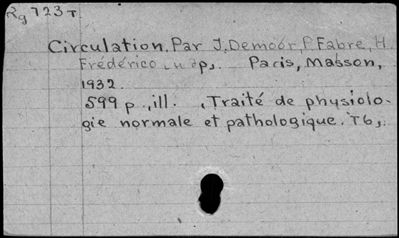 Rg 723 T
Circulation. Par J. Demoor, P. Fabre, H.
Frédérico Paris, Masson,
1932.
599 p., ill. , Traité de physiolo-
gie normale et pathologique. T6,.